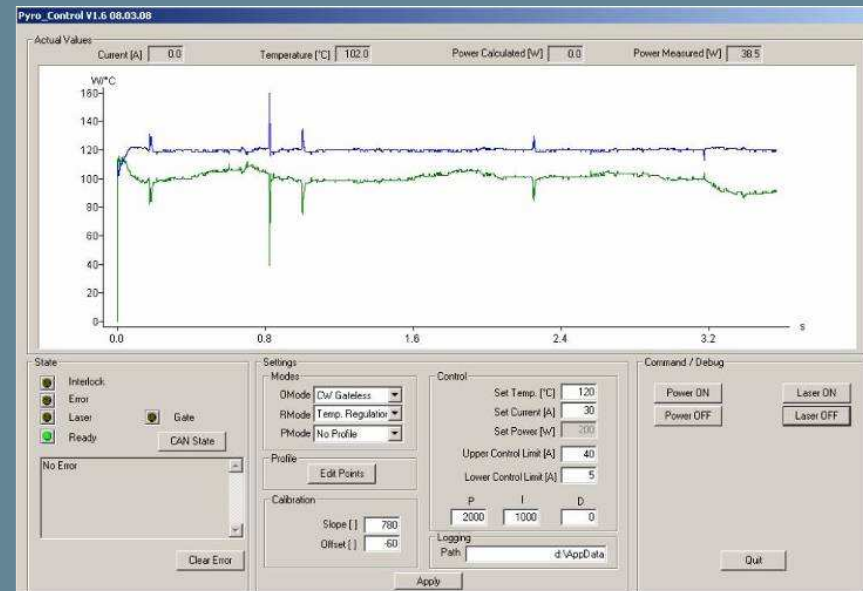 Pyro_Control V1.6 08.03.08
Actual Values
Current [A] 0.0 Temperature [°C] 102.0 Power Calculated [W] 0.0 Power Measured [W] 38.5
W/°C
160
140
120
100
80
60
40
20
0
0.0 0.8 1.6 2.4 3.2 s
State
Interlock
Error
Laser Gate
Ready CAN State
No Error
Clear Error
Settings
Modes
OMode CW Gateless
RMode Temp. Regulation
PMode No Profile
Profile
Edit Points
Calibration
Slope [ ] 780
Offset [ ] -60
Control
Set Temp. [°C] 120
Set Current [A] 30
Set Power [W] 200
Upper Control Limit [A] 40
Lower Control Limit [A] 5
P I D
2000 1000 0
Logging
Path d:\AppData
Apply
Command / Debug
Power ON Laser ON
Power OFF Laser OFF
Quit